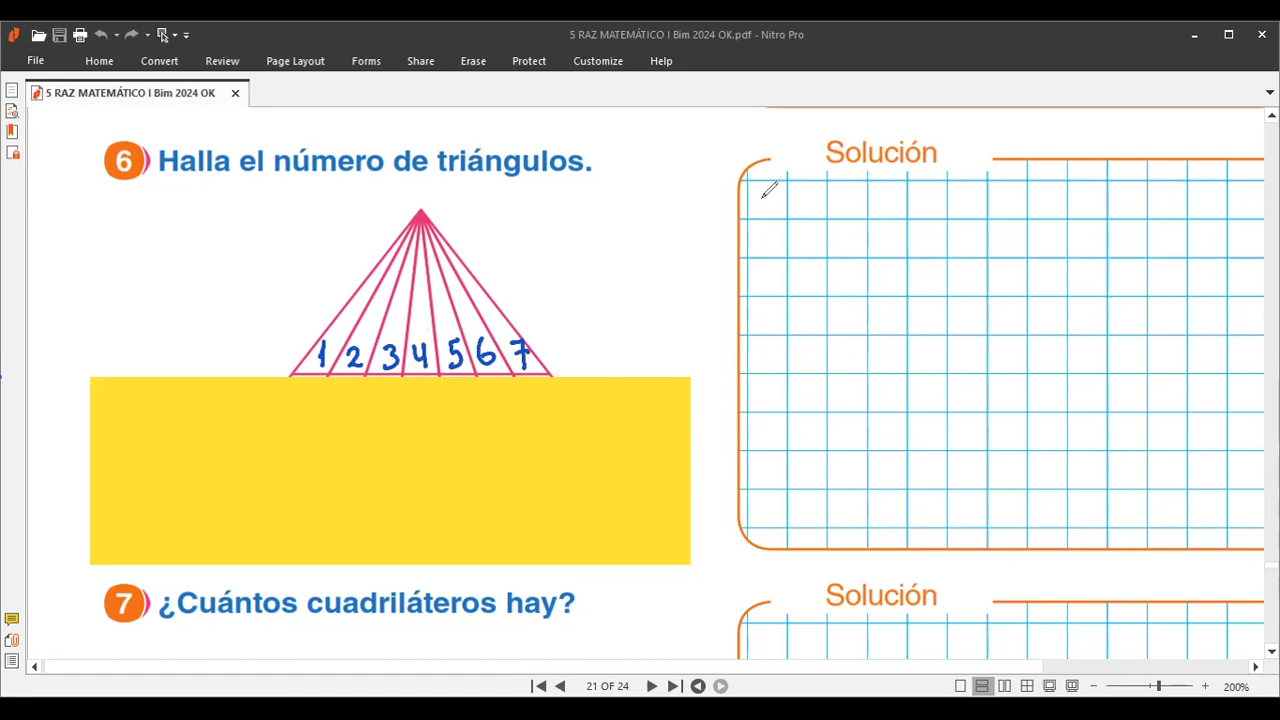 5 RAZ MATEMÁTICO I Bim 2024 OK.pdf - Nitro Pro
File Home Convert Review Page Layout Forms Share Erase Protect Customize Help
5 RAZ MATEMÁTICO I Bim 2024 OK
6 Halla el número de triángulos.
Solución
1 2 3 4 5 6 7
7 ¿Cuántos cuadriláteros hay?
Solución
21 OF 24
200%